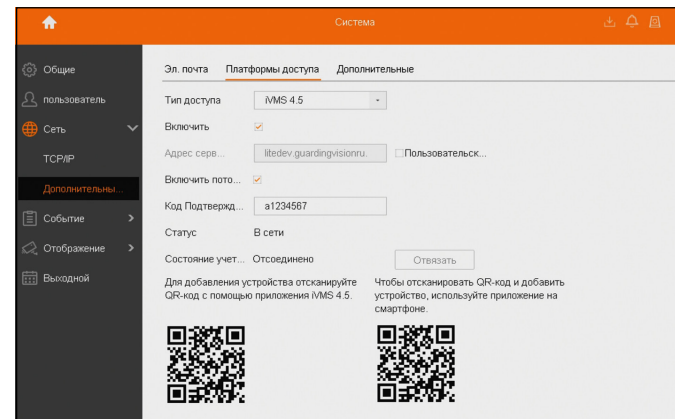 Система
Общие
пользователь
Сеть
TCP/IP
Дополнительны...
Событие
Отображение
Выходной
Эл. почта Платформы доступа Дополнительные
Тип доступа iVMS 4.5
Включить
Адрес серв... litedev.guardingvisionru. Пользовательск...
Включить пото...
Код Подтвержд... a1234567
Статус В сети
Состояние учет... Отсоединено Отвязать
Для добавления устройства отсканируйте
QR-код с помощью приложения iVMS 4.5.
Чтобы отсканировать QR-код и добавить
устройство, используйте приложение на
смартфоне.